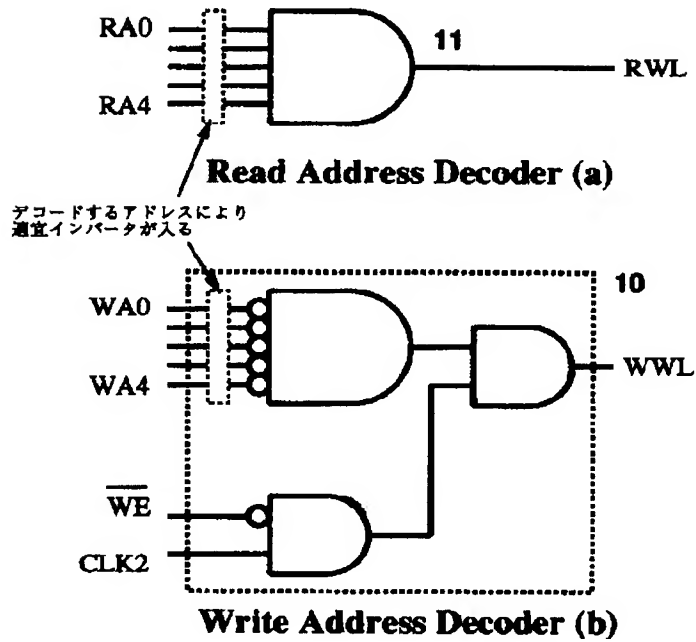 RA0
11
RWL
RA4
Read Address Decoder (a)
デコードするアドレスにより
適宜インバータが入る
10
WA0
WWL
WA4
W̅E̅
CLK2
Write Address Decoder (b)